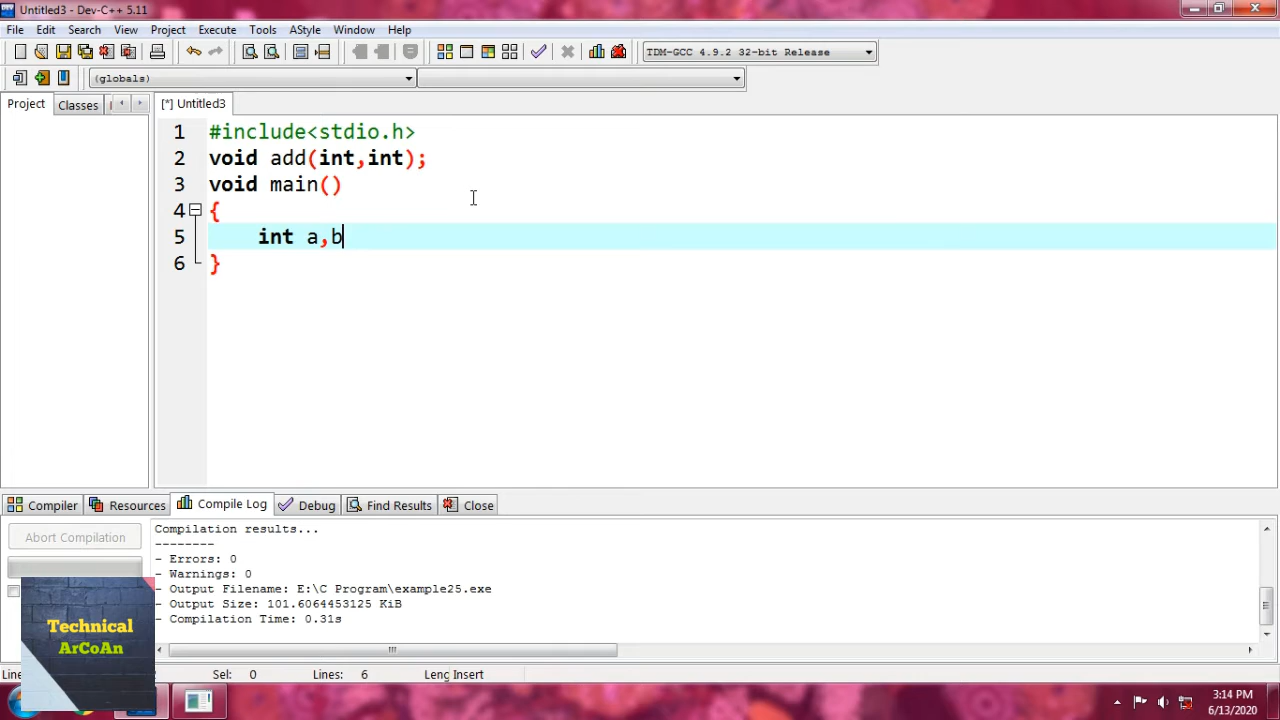 Untitled3 - Dev-C++ 5.11
File Edit Search View Project Execute Tools AStyle Window Help
TDM-GCC 4.9.2 32-bit Release
(globals)
Project Classes [*] Untitled3
1 #include<stdio.h>
2 void add(int,int);
3 void main()
4 {
5 int a,b
6 }
Compiler Resources Compile Log Debug Find Results Close
Abort Compilation
Compilation results...
--------
- Errors: 0
- Warnings: 0
- Output Filename: E:\C Program\example25.exe
- Output Size: 101.6064453125 KiB
- Compilation Time: 0.31s
Technical
ArCoAn
Sel: 0 Lines: 6 Leng Insert
3:14 PM
6/13/2020